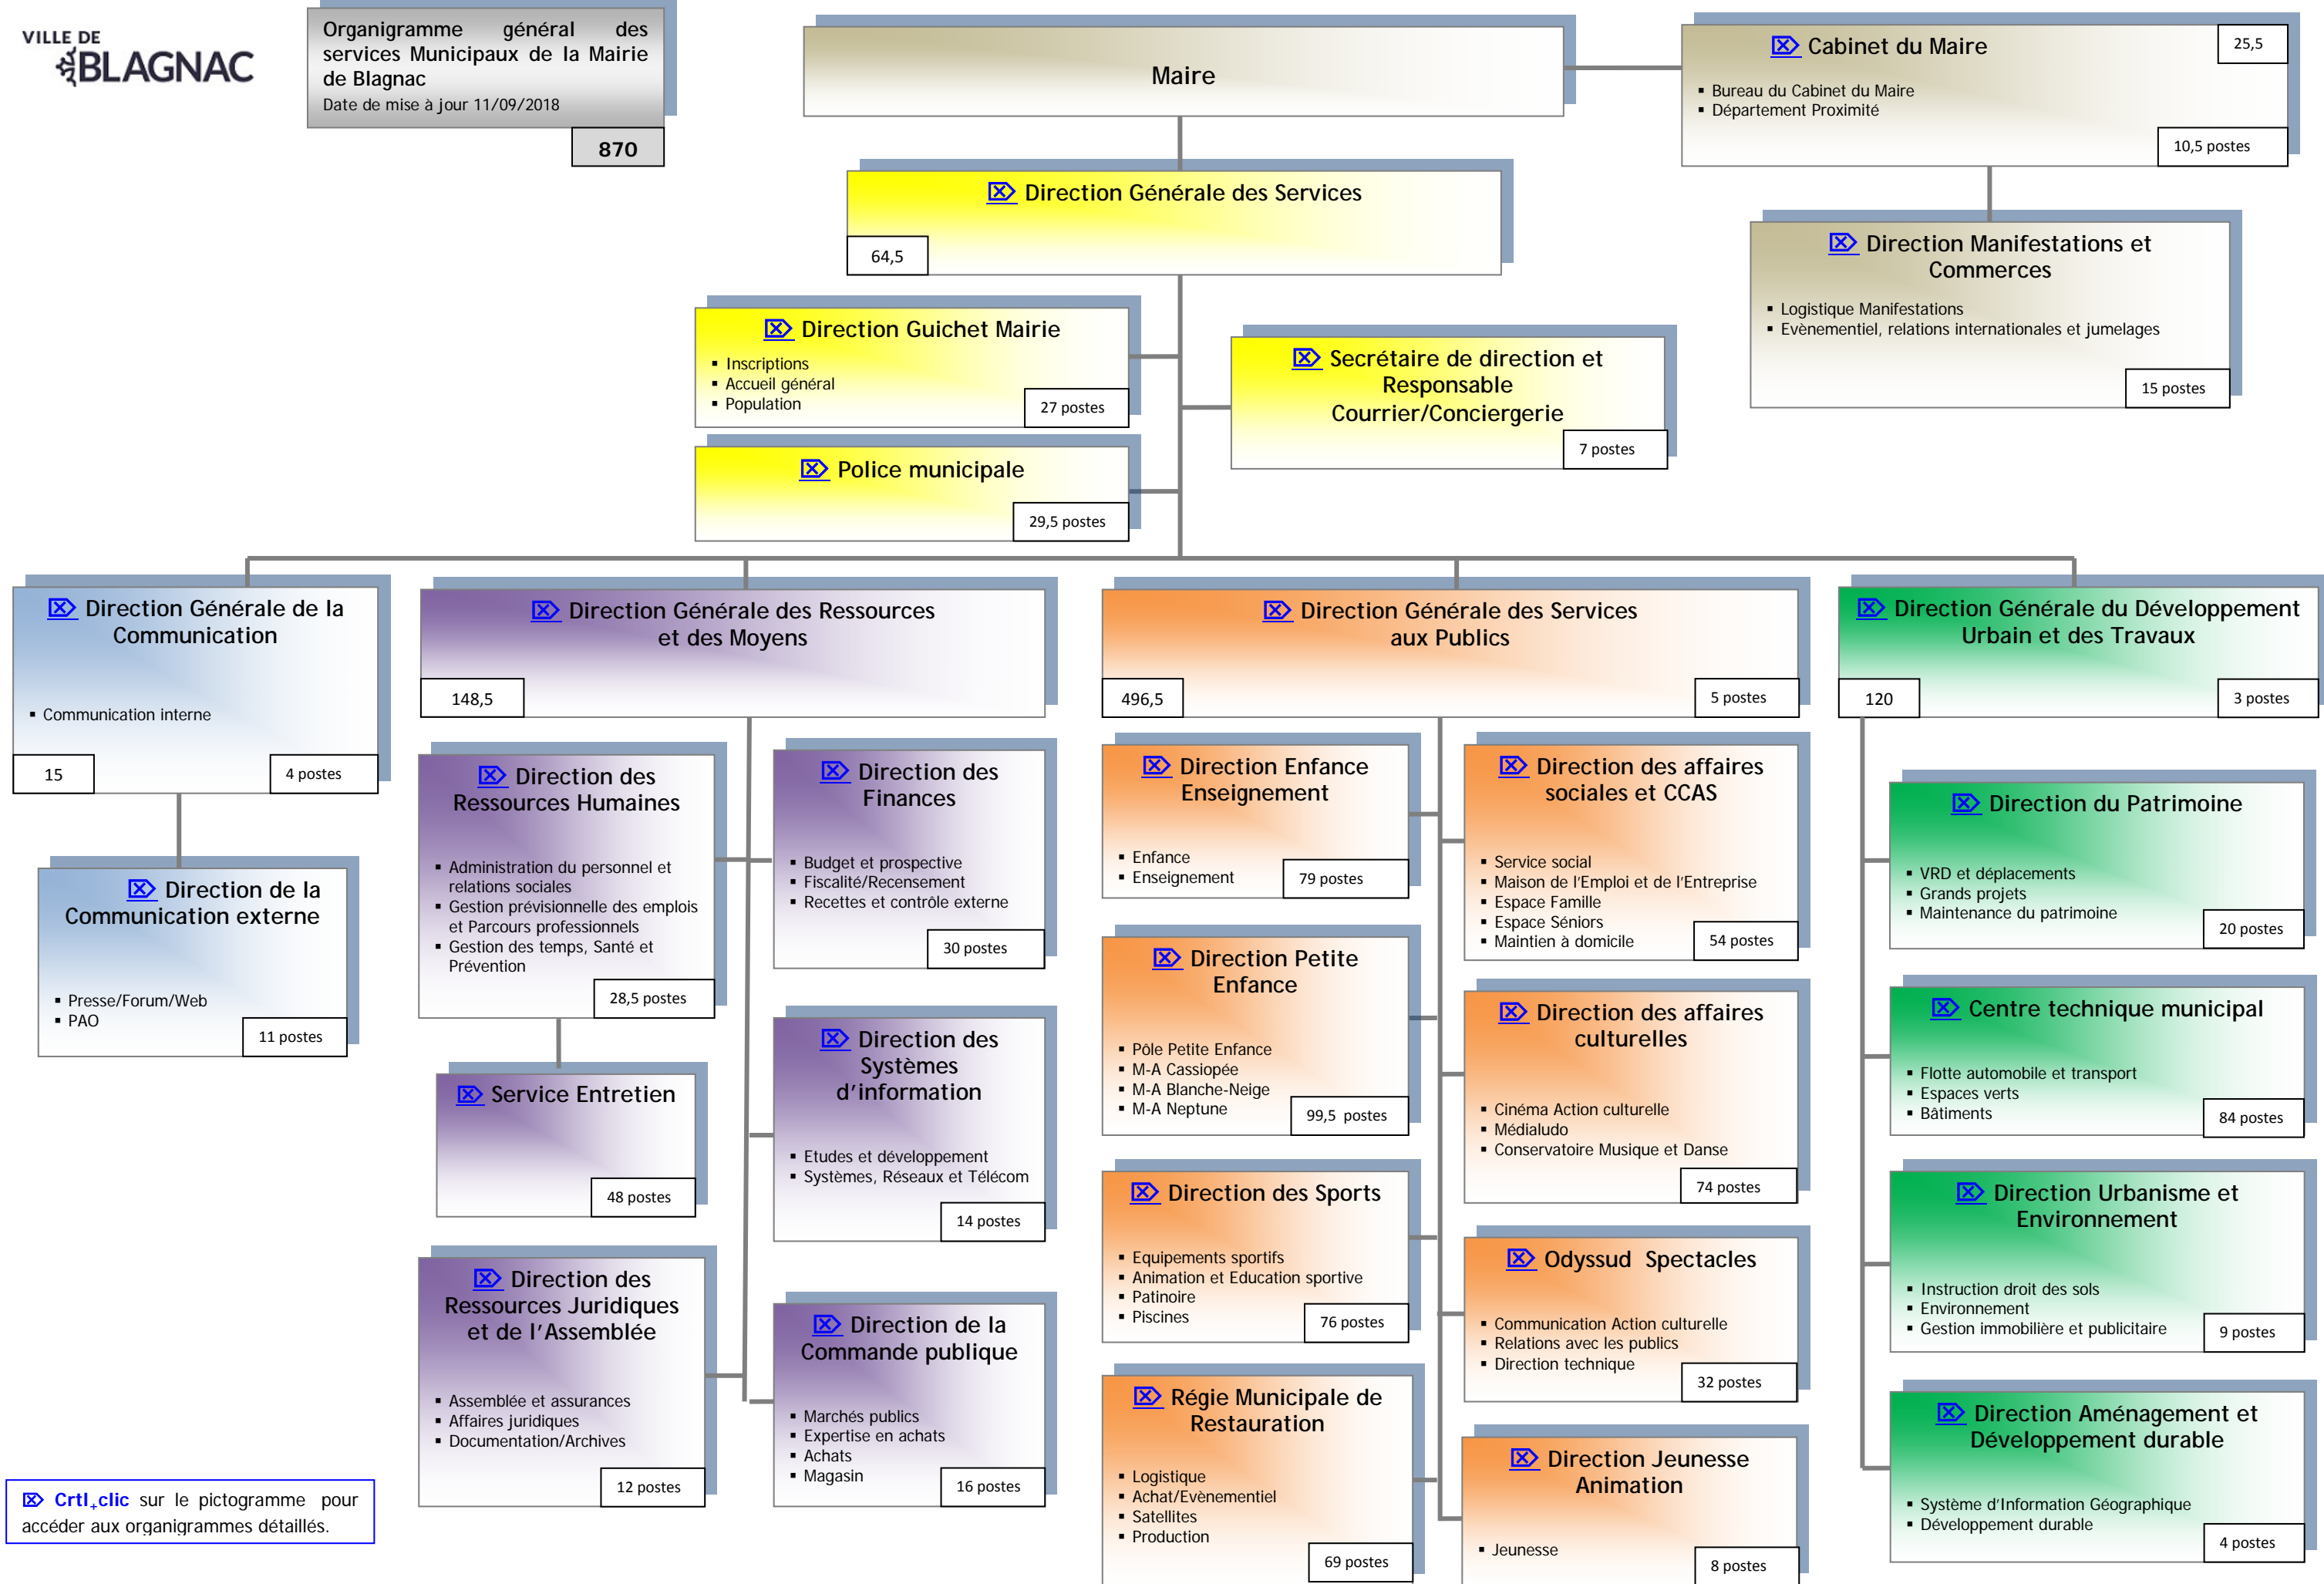 VILLE DE
BLAGNAC
Organigramme général des
services Municipaux de la Mairie
de Blagnac
Date de mise à jour 11/09/2018
870
Maire
Cabinet du Maire
25,5
▪ Bureau du Cabinet du Maire
▪ Département Proximité
10,5 postes
Direction Générale des Services
64,5
Direction Manifestations et
Commerces
▪ Logistique Manifestations
▪ Evènementiel, relations internationales et jumelages
15 postes
Direction Guichet Mairie
▪ Inscriptions
▪ Accueil général
▪ Population
27 postes
Secrétaire de direction et
Responsable
Courrier/Conciergerie
7 postes
Police municipale
29,5 postes
Direction Générale de la
Communication
▪ Communication interne
15
4 postes
Direction de la
Communication externe
▪ Presse/Forum/Web
▪ PAO
11 postes
Direction Générale des Ressources
et des Moyens
148,5
Direction des
Ressources Humaines
▪ Administration du personnel et
relations sociales
▪ Gestion prévisionnelle des emplois
et Parcours professionnels
▪ Gestion des temps, Santé et
Prévention
28,5 postes
Service Entretien
48 postes
Direction des
Ressources Juridiques
et de l'Assemblée
▪ Assemblée et assurances
▪ Affaires juridiques
▪ Documentation/Archives
12 postes
Direction des
Finances
▪ Budget et prospective
▪ Fiscalité/Recensement
▪ Recettes et contrôle externe
30 postes
Direction des
Systèmes
d'information
▪ Etudes et développement
▪ Systèmes, Réseaux et Télécom
14 postes
Direction de la
Commande publique
▪ Marchés publics
▪ Expertise en achats
▪ Achats
▪ Magasin
16 postes
Direction Générale des Services
aux Publics
496,5
5 postes
Direction Enfance
Enseignement
▪ Enfance
▪ Enseignement
79 postes
Direction Petite
Enfance
▪ Pôle Petite Enfance
▪ M-A Cassiopée
▪ M-A Blanche-Neige
▪ M-A Neptune
99,5 postes
Direction des Sports
▪ Equipements sportifs
▪ Animation et Education sportive
▪ Patinoire
▪ Piscines
76 postes
Régie Municipale de
Restauration
▪ Logistique
▪ Achat/Evènementiel
▪ Satellites
▪ Production
69 postes
Direction des affaires
sociales et CCAS
▪ Service social
▪ Maison de l'Emploi et de l'Entreprise
▪ Espace Famille
▪ Espace Séniors
▪ Maintien à domicile
54 postes
Direction des affaires
culturelles
▪ Cinéma Action culturelle
▪ Médialudo
▪ Conservatoire Musique et Danse
74 postes
Odyssud Spectacles
▪ Communication Action culturelle
▪ Relations avec les publics
▪ Direction technique
32 postes
Direction Jeunesse
Animation
▪ Jeunesse
8 postes
Direction Générale du Développement
Urbain et des Travaux
120
3 postes
Direction du Patrimoine
▪ VRD et déplacements
▪ Grands projets
▪ Maintenance du patrimoine
20 postes
Centre technique municipal
▪ Flotte automobile et transport
▪ Espaces verts
▪ Bâtiments
84 postes
Direction Urbanisme et
Environnement
▪ Instruction droit des sols
▪ Environnement
▪ Gestion immobilière et publicitaire
9 postes
Direction Aménagement et
Développement durable
▪ Système d'Information Géographique
▪ Développement durable
4 postes
Crtl+clic sur le pictogramme pour
accéder aux organigrammes détaillés.